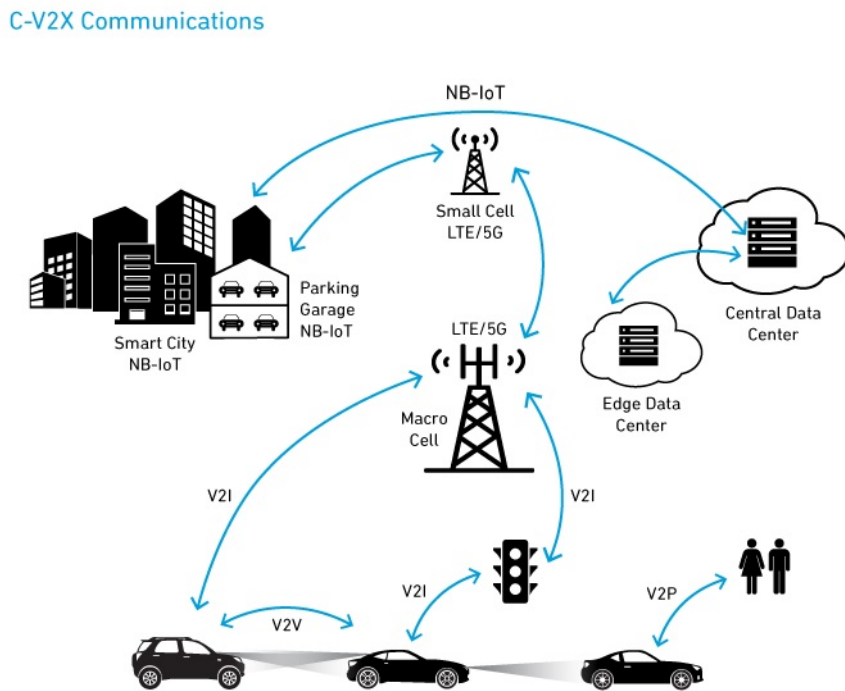 C-V2X Communications
NB-IoT
Small Cell
LTE/5G
Parking
Garage
NB-IoT
Smart City
NB-IoT
Central Data
Center
LTE/5G
Macro
Cell
Edge Data
Center
V2I
V2I
V2I
V2P
V2V